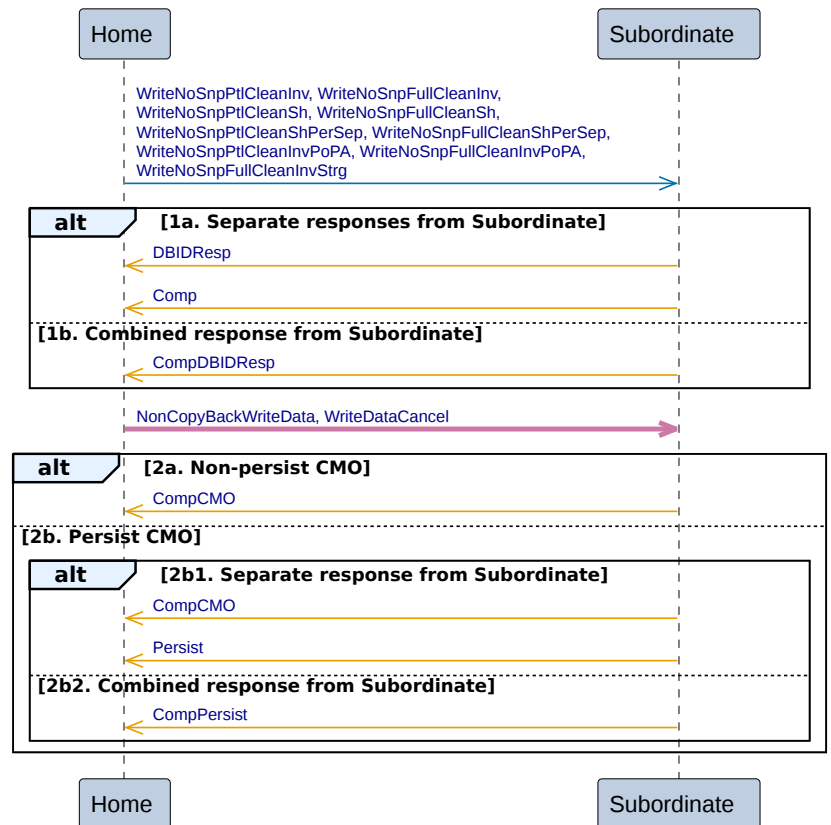 Home Subordinate
WriteNoSnpPtlCleanInv, WriteNoSnpFullCleanInv,
WriteNoSnpPtlCleanSh, WriteNoSnpFullCleanSh,
WriteNoSnpPtlCleanShPerSep, WriteNoSnpFullCleanShPerSep,
WriteNoSnpPtlCleanInvPoPA, WriteNoSnpFullCleanInvPoPA,
WriteNoSnpFullCleanInvStrg
alt [1a. Separate responses from Subordinate]
DBIDResp
Comp
[1b. Combined response from Subordinate]
CompDBIDResp
NonCopyBackWriteData, WriteDataCancel
alt [2a. Non-persist CMO]
CompCMO
[2b. Persist CMO]
alt [2b1. Separate response from Subordinate]
CompCMO
Persist
[2b2. Combined response from Subordinate]
CompPersist
Home Subordinate